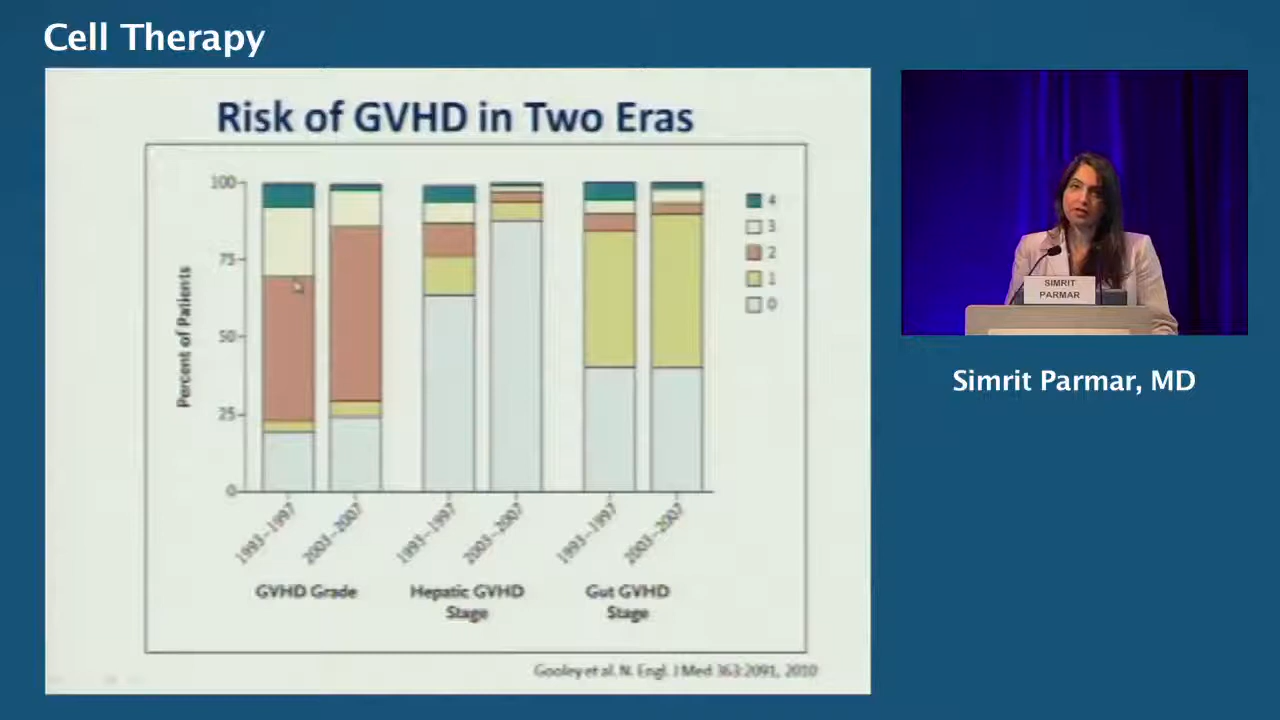 Cell Therapy
Risk of GVHD in Two Eras
100
75
50
25
0
Percent of Patients
4
3
2
1
0
1993–1997
2003–2007
1993–1997
2003–2007
1993–1997
2003–2007
GVHD Grade
Hepatic GVHD
Stage
Gut GVHD
Stage
Gooley et al. N. Engl. J Med 363:2091, 2010
SIMRIT
PARMAR
Simrit Parmar, MD